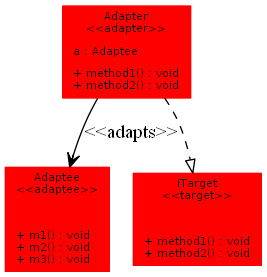 Adapter
<<adapter>>
a : Adaptee
+ method1() : void
+ method2() : void
<<adapts>>
Adaptee
<<adaptee>>
+ m1() : void
+ m2() : void
+ m3() : void
ITarget
<<target>>
+ method1() : void
+ method2() : void